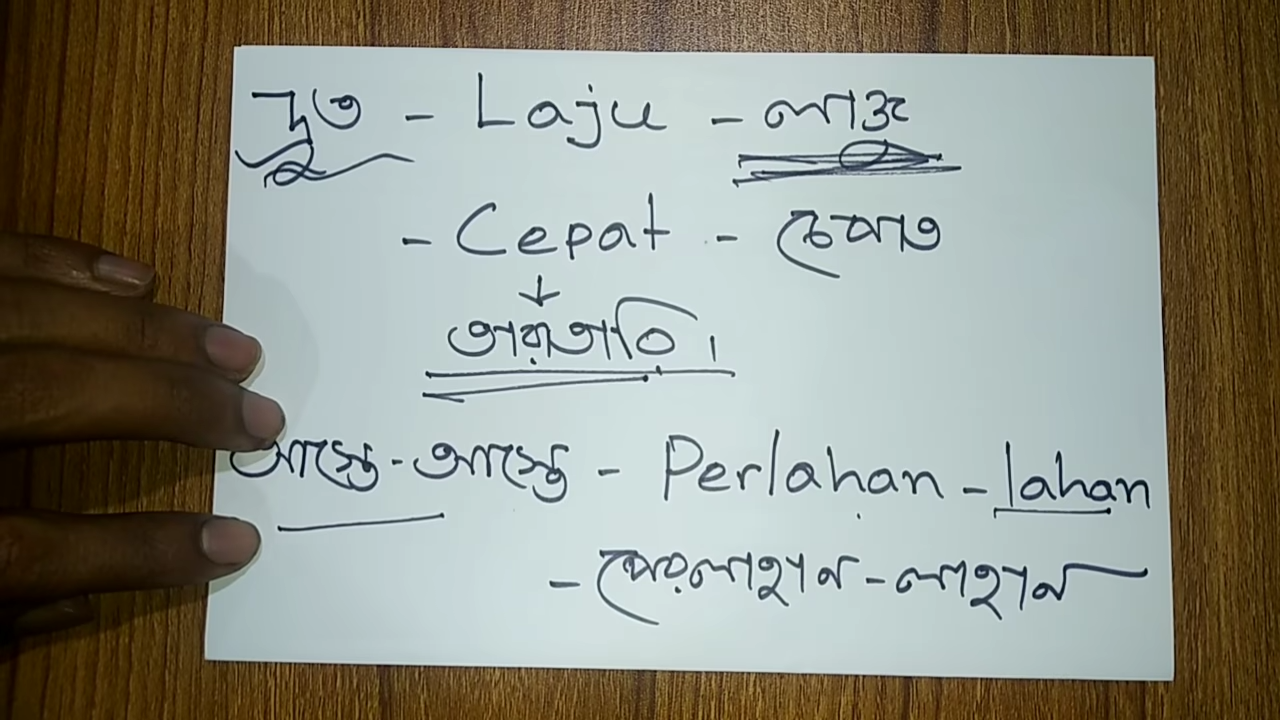 দ্রুত - Laju - লাজু
- Cepat - চেপাত
তারাতারি।
আস্তে-আস্তে - Perlahan - lahan
- পেরলাহান - লাহান